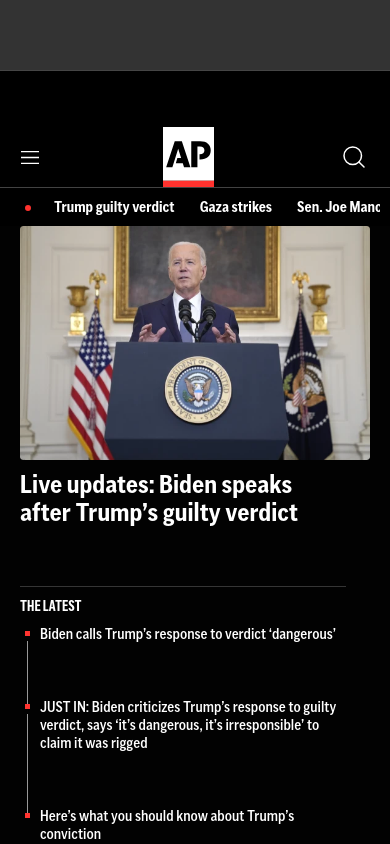 AP
Trump guilty verdict Gaza strikes Sen. Joe Manc
Live updates: Biden speaks
after Trump’s guilty verdict
THE LATEST
Biden calls Trump’s response to verdict ‘dangerous’
JUST IN: Biden criticizes Trump’s response to guilty
verdict, says ‘it’s dangerous, it’s irresponsible’ to
claim it was rigged
Here’s what you should know about Trump’s
conviction